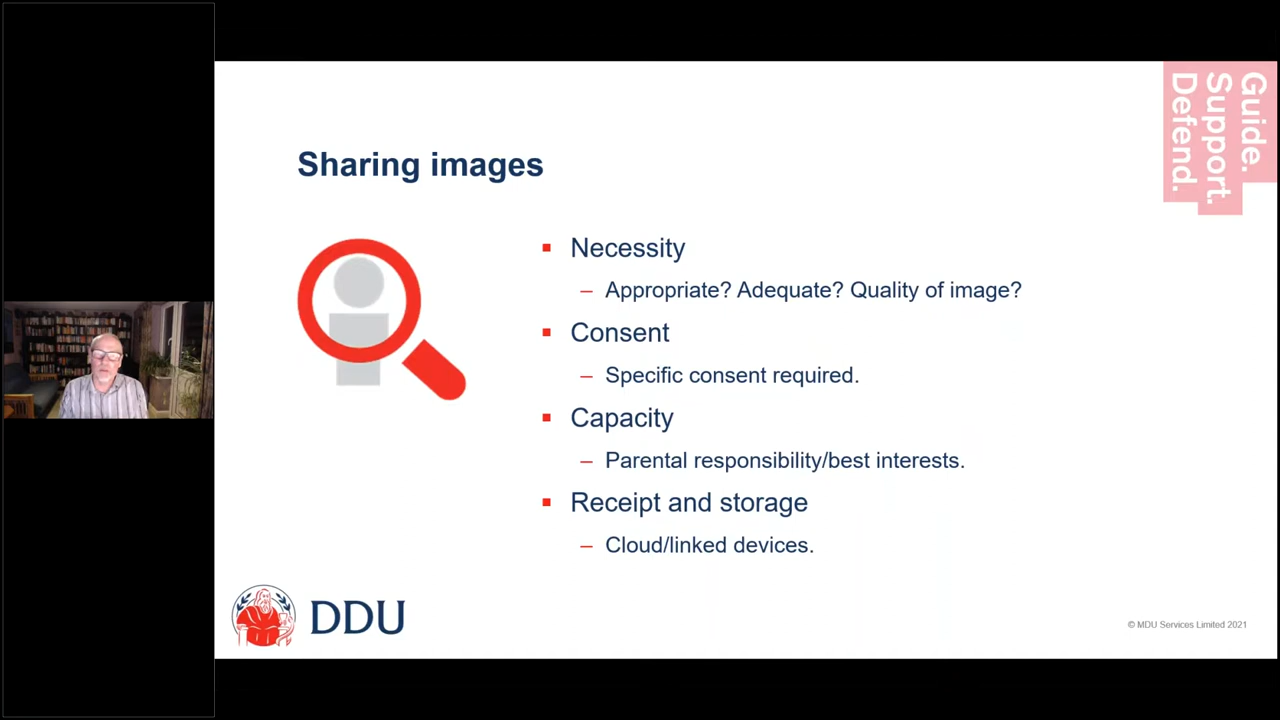 Guide.
Support.
Defend.
Sharing images
Necessity
– Appropriate? Adequate? Quality of image?
Consent
– Specific consent required.
Capacity
– Parental responsibility/best interests.
Receipt and storage
– Cloud/linked devices.
DDU
© MDU Services Limited 2021